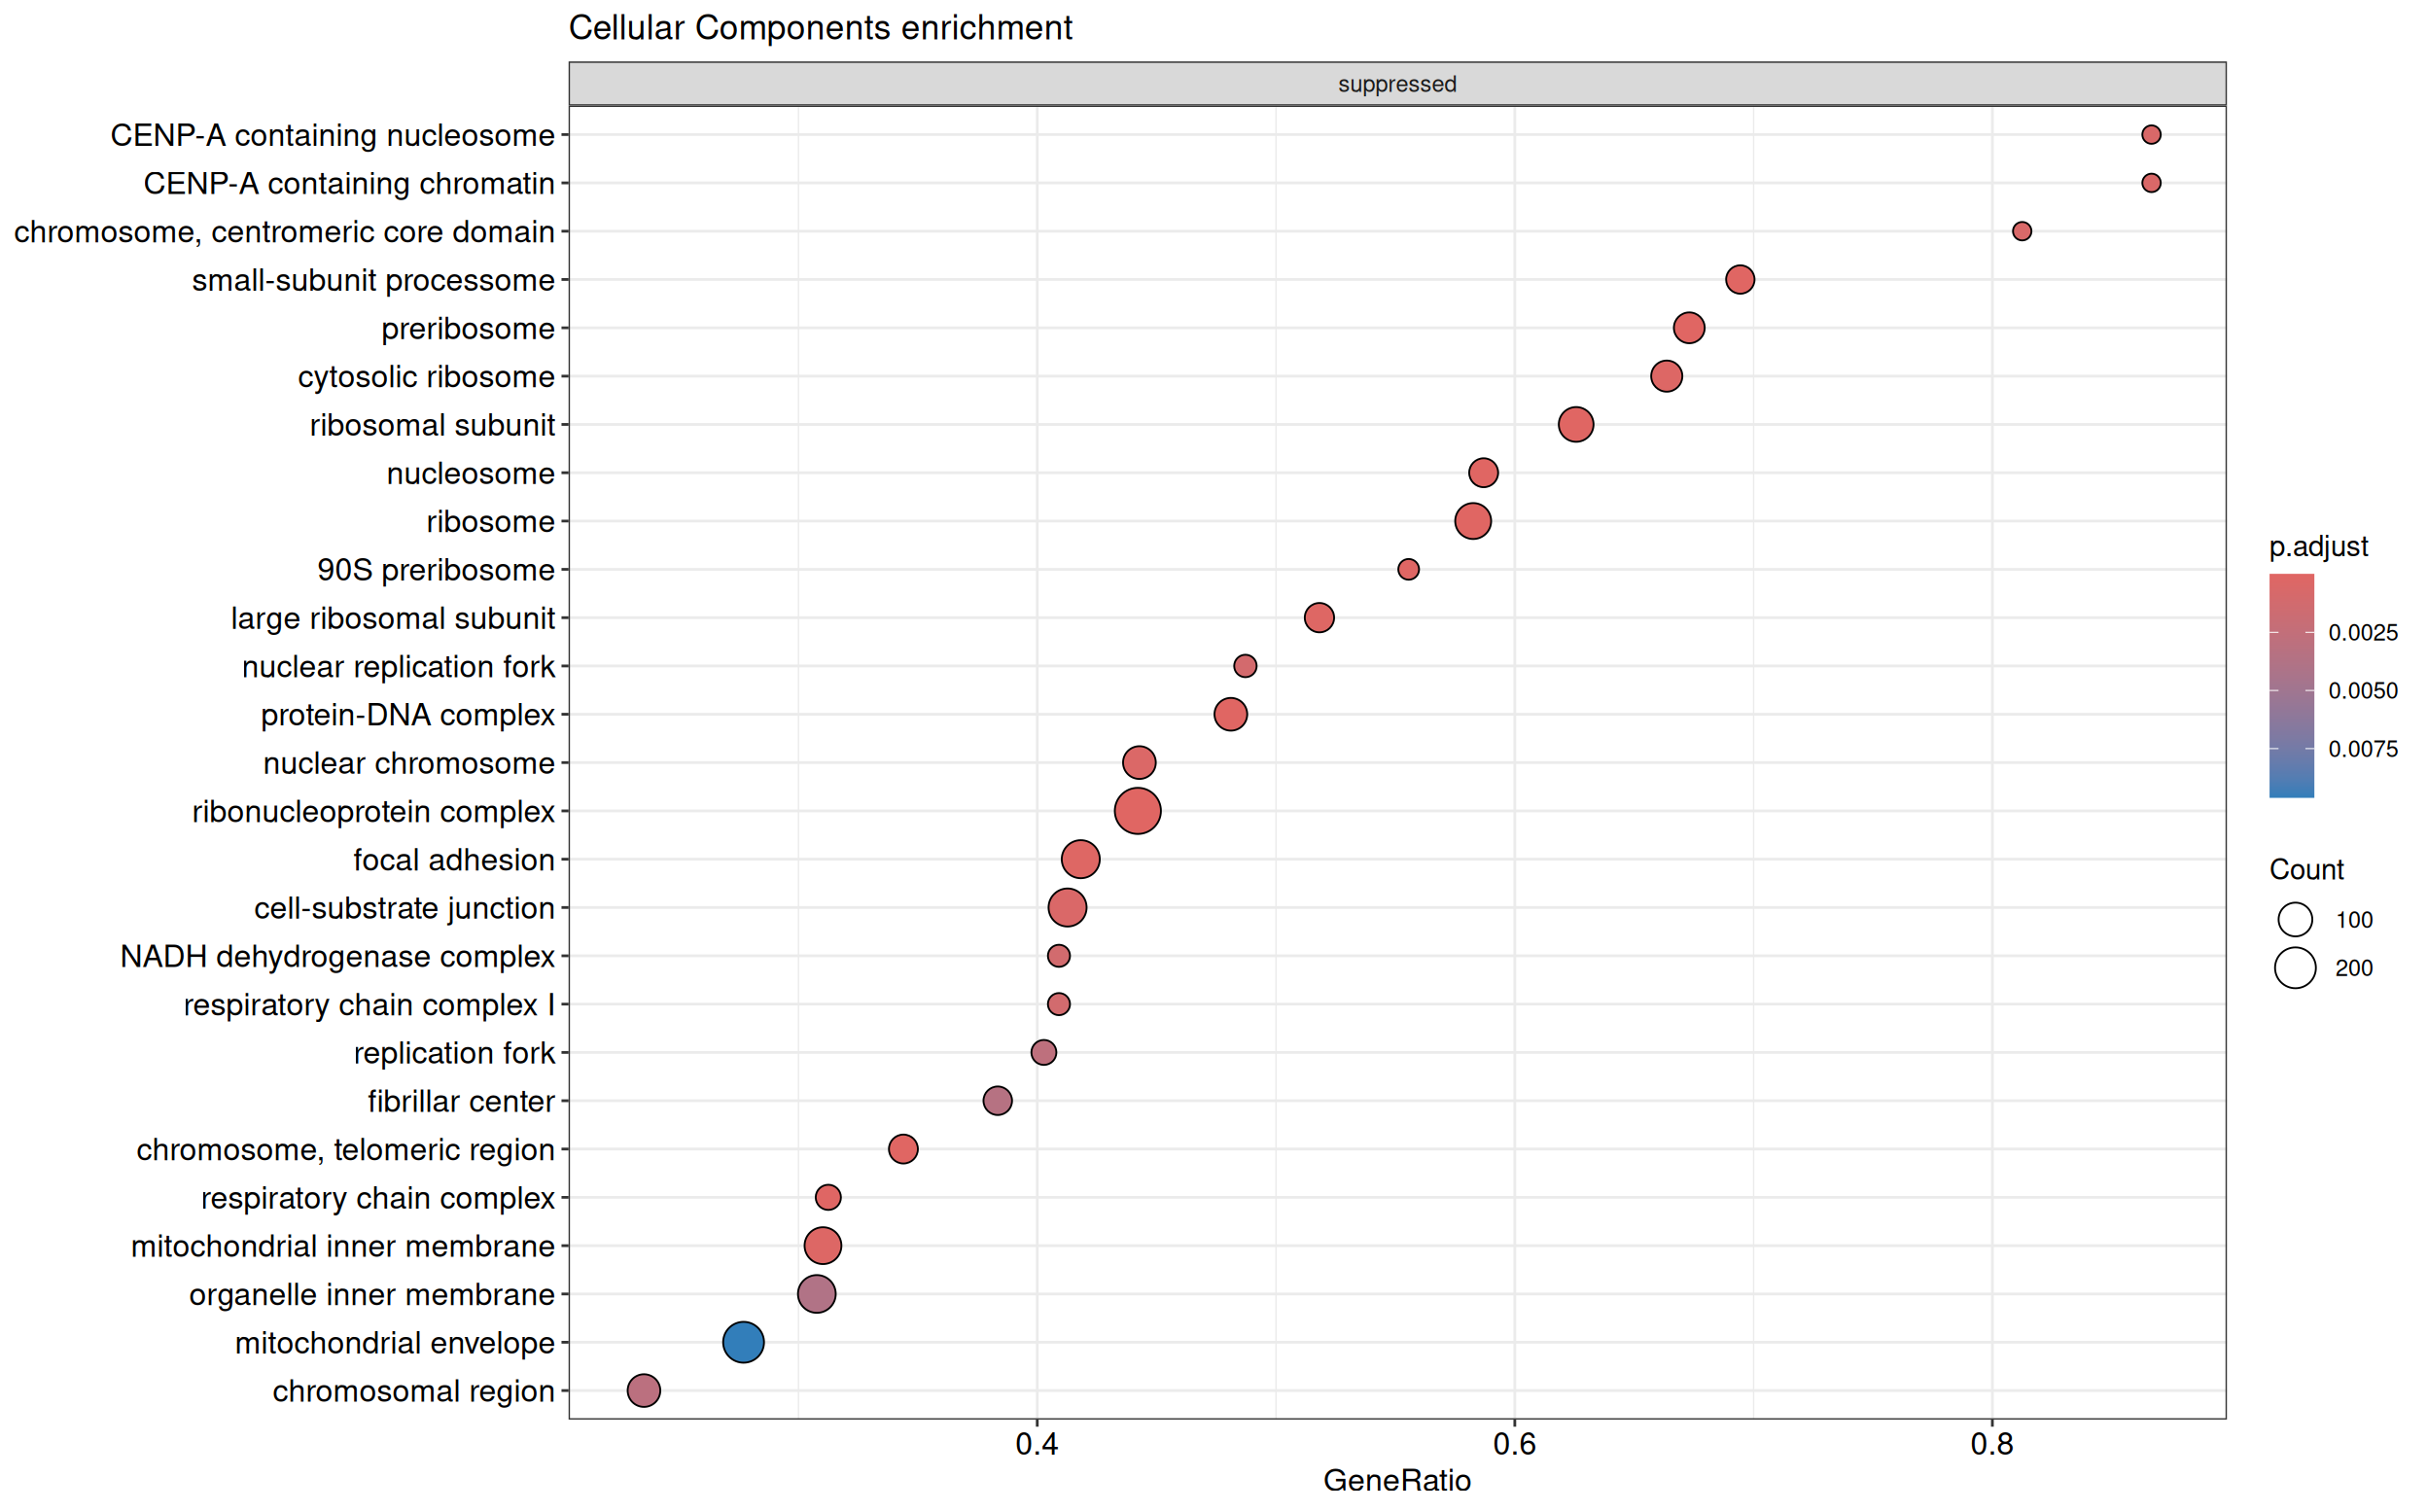 Cellular Components enrichment
suppressed
CENP-A containing nucleosome
CENP-A containing chromatin
chromosome, centromeric core domain
small-subunit processome
preribosome
cytosolic ribosome
ribosomal subunit
nucleosome
ribosome
90S preribosome
large ribosomal subunit
nuclear replication fork
protein-DNA complex
nuclear chromosome
ribonucleoprotein complex
focal adhesion
cell-substrate junction
NADH dehydrogenase complex
respiratory chain complex I
replication fork
fibrillar center
chromosome, telomeric region
respiratory chain complex
mitochondrial inner membrane
organelle inner membrane
mitochondrial envelope
chromosomal region
0.4 0.6 0.8
GeneRatio
p.adjust
0.0025
0.0050
0.0075
Count
100
200